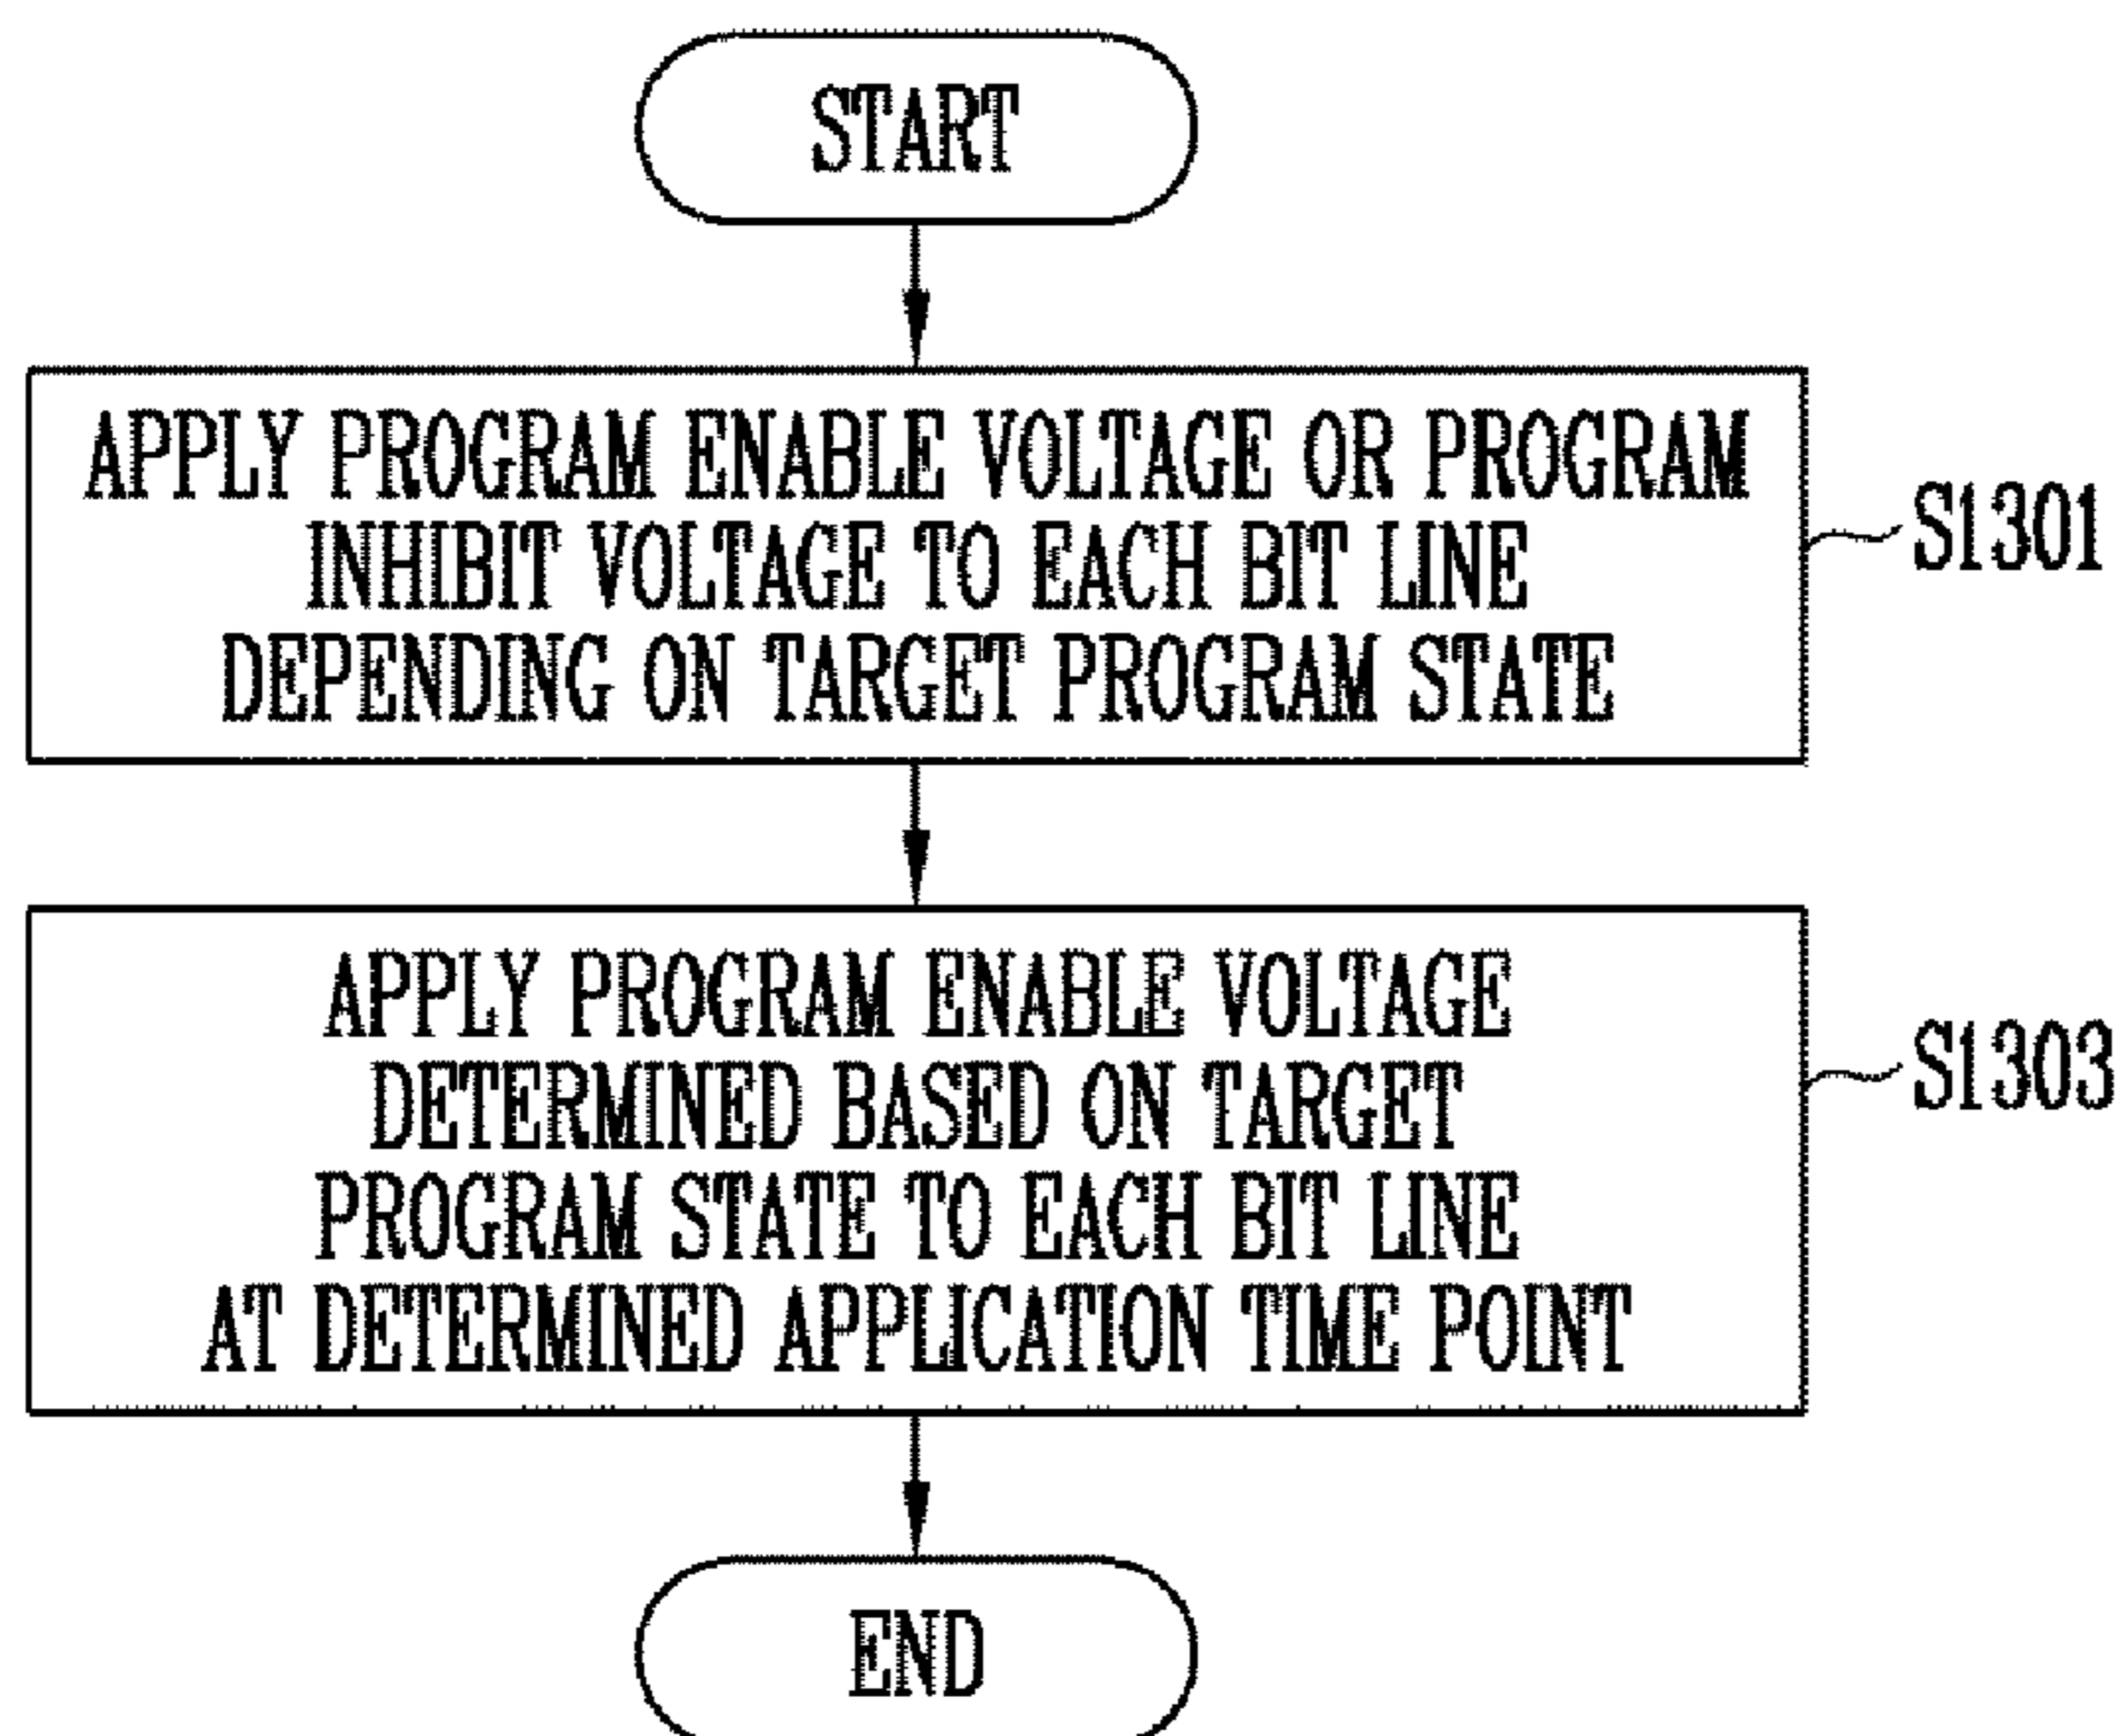 START
APPLY PROGRAM ENABLE VOLTAGE OR PROGRAM
INHIBIT VOLTAGE TO EACH BIT LINE
DEPENDING ON TARGET PROGRAM STATE
S1301
APPLY PROGRAM ENABLE VOLTAGE
DETERMINED BASED ON TARGET
PROGRAM STATE TO EACH BIT LINE
AT DETERMINED APPLICATION TIME POINT
S1303
END